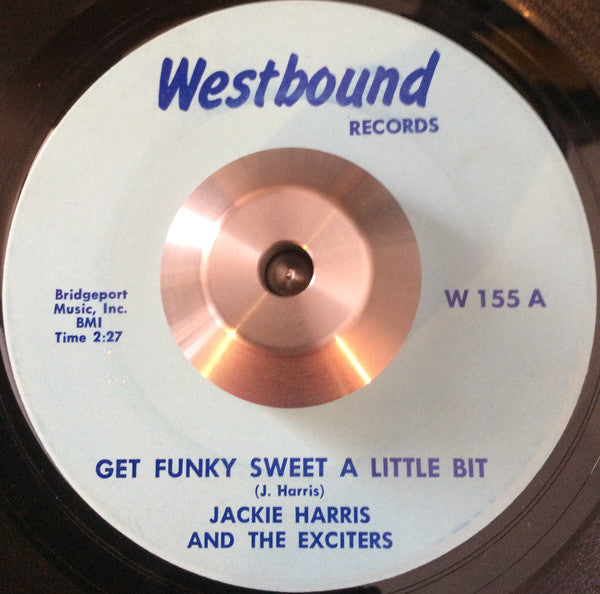 Westbound
RECORDS
Bridgeport
Music, Inc.
BMI
Time 2:27
W 155 A
GET FUNKY SWEET A LITTLE BIT
(J. Harris)
JACKIE HARRIS
AND THE EXCITERS